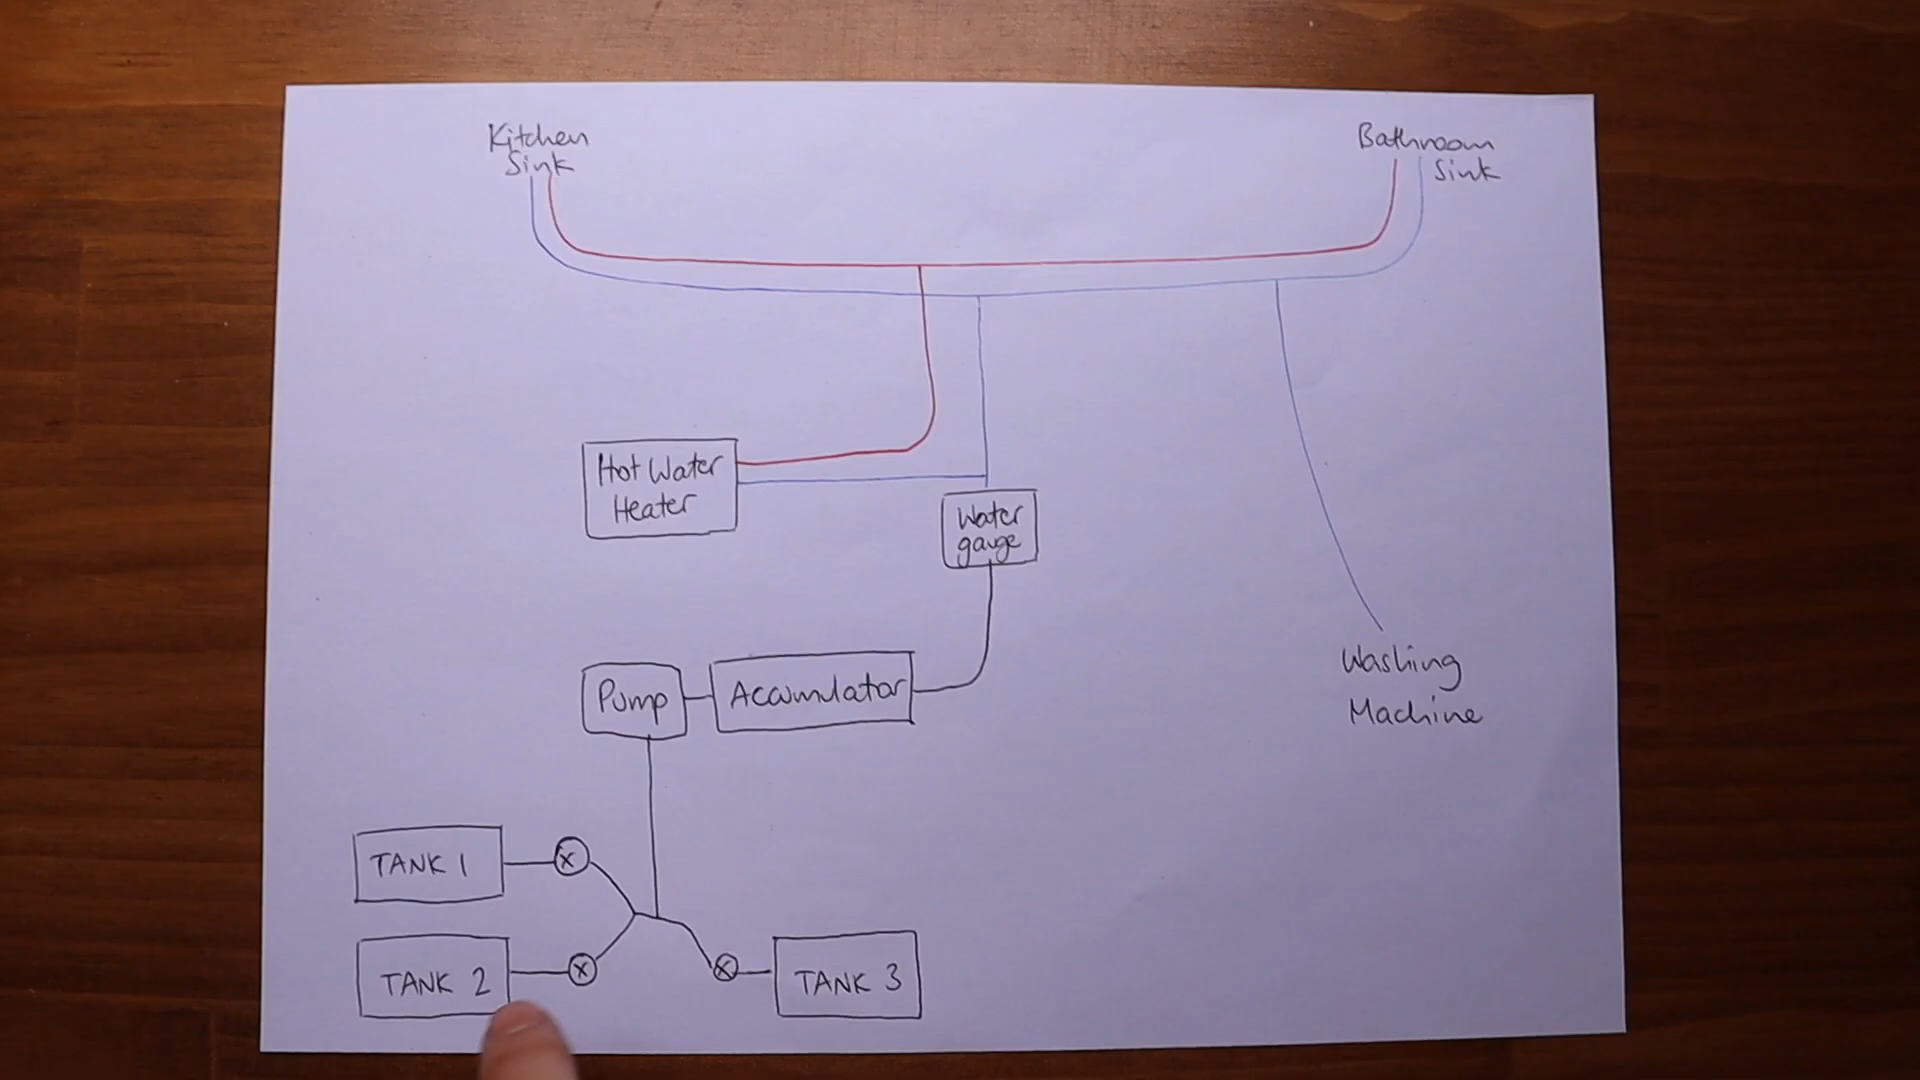 Kitchen
Sink
Bathroom
Sink
Hot Water
Heater
Water
gauge
Pump
Accumulator
Washing
Machine
TANK 1
X
TANK 2
X
X
TANK 3